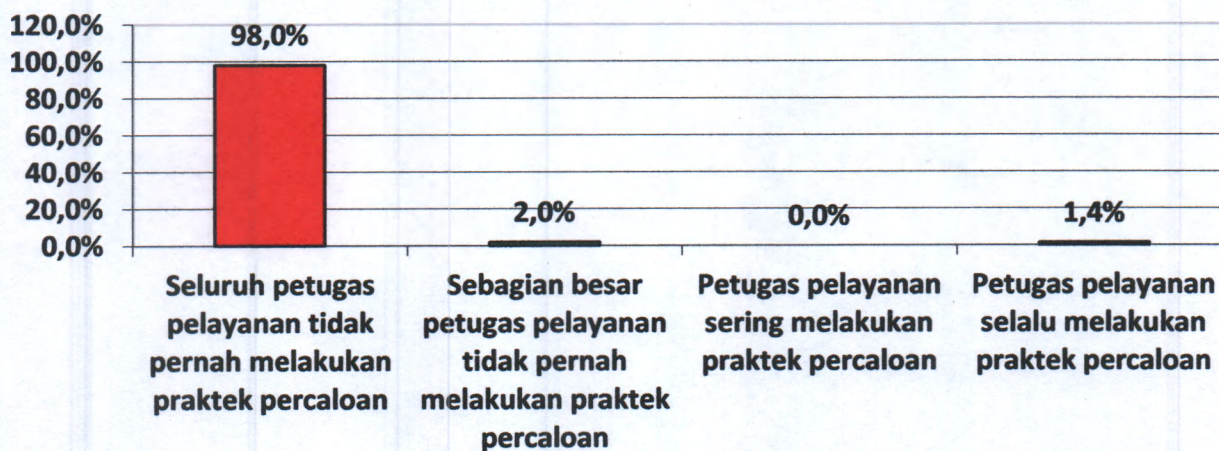 120,0%
100,0%
80,0%
60,0%
40,0%
20,0%
0,0%
98,0%
2,0%
0,0%
1,4%
Seluruh petugas
pelayanan tidak
pernah melakukan
praktek percaloan
Sebagian besar
petugas pelayanan
tidak pernah
melakukan praktek
percaloan
Petugas pelayanan
sering melakukan
praktek percaloan
Petugas pelayanan
selalu melakukan
praktek percaloan